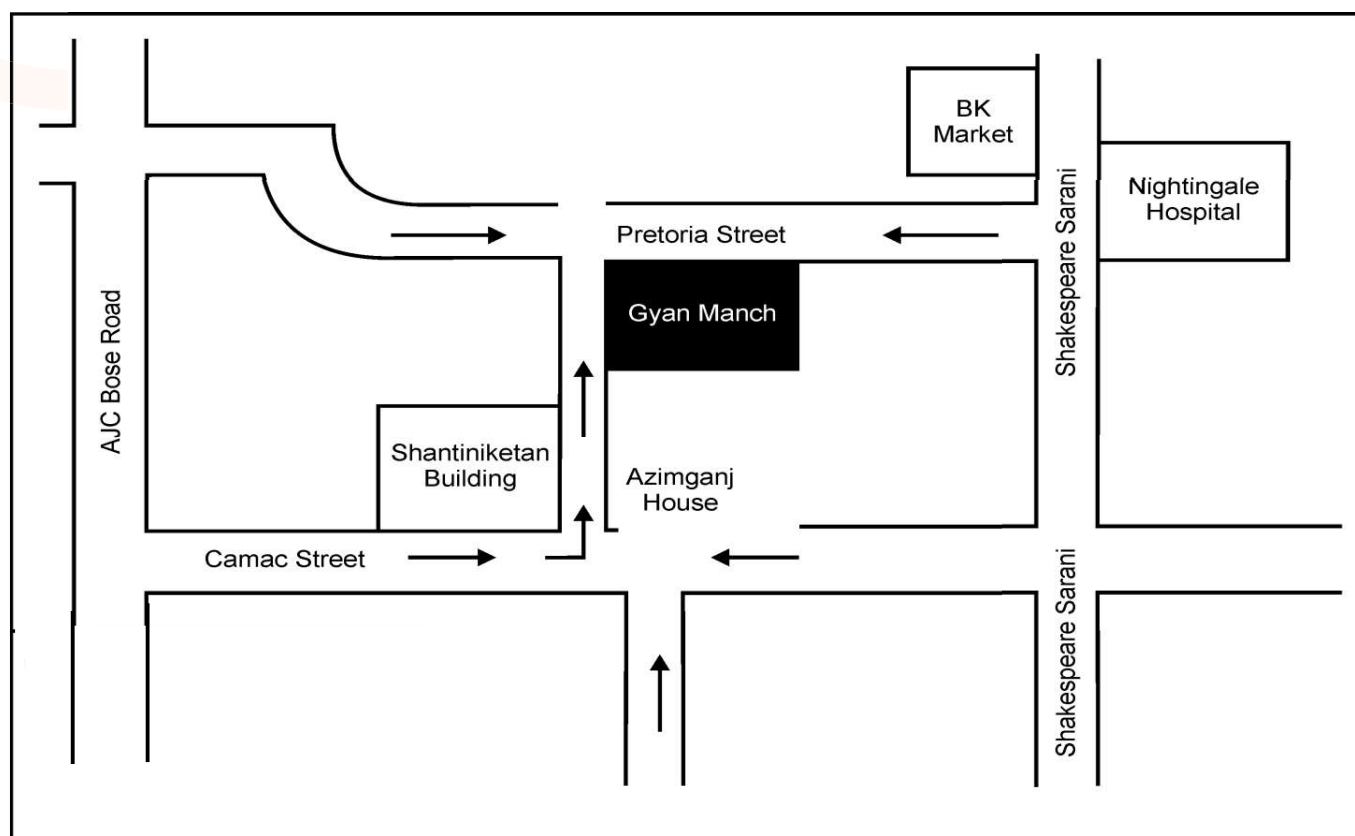 BK
Market
Nightingale
Hospital
Shakespeare Sarani
Pretoria Street
Gyan Manch
AJC Bose Road
Shantiniketan
Building
Azimganj
House
Camac Street
Shakespeare Sarani